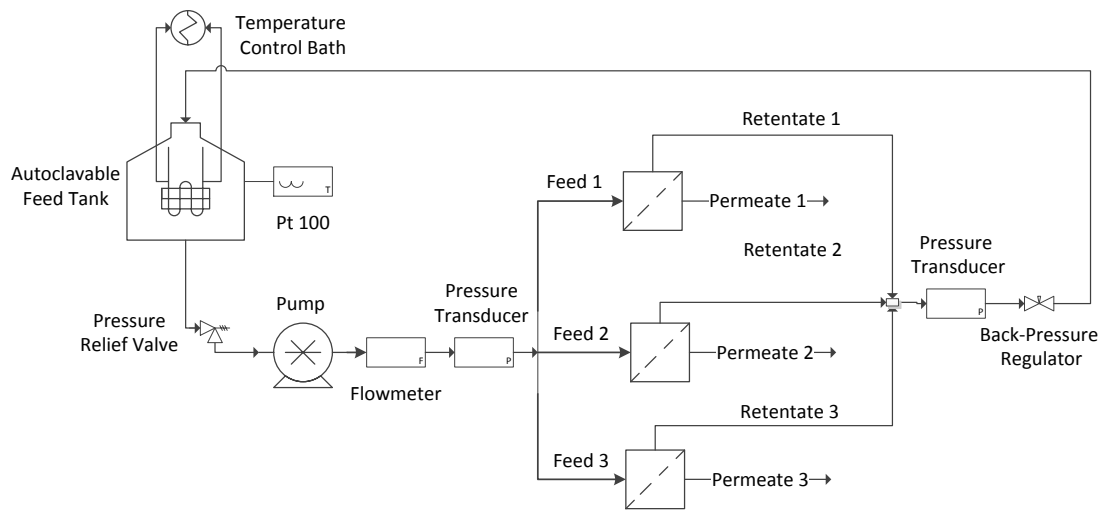 Temperature
Control Bath
Retentate 1
Autoclavable
Feed Tank
T
Feed 1
Permeate 1
Pt 100
Retentate 2
Pressure
Transducer
Pump
Pressure
Transducer
P
Pressure
Relief Valve
Feed 2
Back-Pressure
Regulator
F
P
Permeate 2
Flowmeter
Retentate 3
Feed 3
Permeate 3